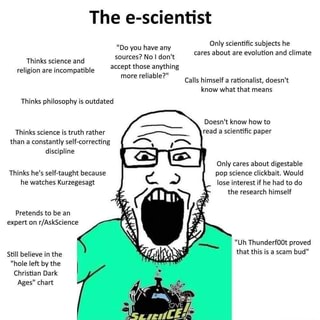 The e-scientist
"Do you have any
sources? No I don't
accept those anything
more reliable?"
Only scientific subjects he
cares about are evolution and climate
Thinks science and
religion are incompatible
Calls himself a rationalist, doesn't
know what that means
Thinks philosophy is outdated
Doesn't know how to
read a scientific paper
Thinks science is truth rather
than a constantly self-correcting
discipline
Only cares about digestable
pop science clickbait. Would
lose interest if he had to do
the research himself
Thinks he's self-taught because
he watches Kurzegesagt
Pretends to be an
expert on r/AskScience
"Uh Thunderf00t proved
that this is a scam bud"
Still believe in the
"hole left by the
Christian Dark
Ages" chart
SCIENCE!